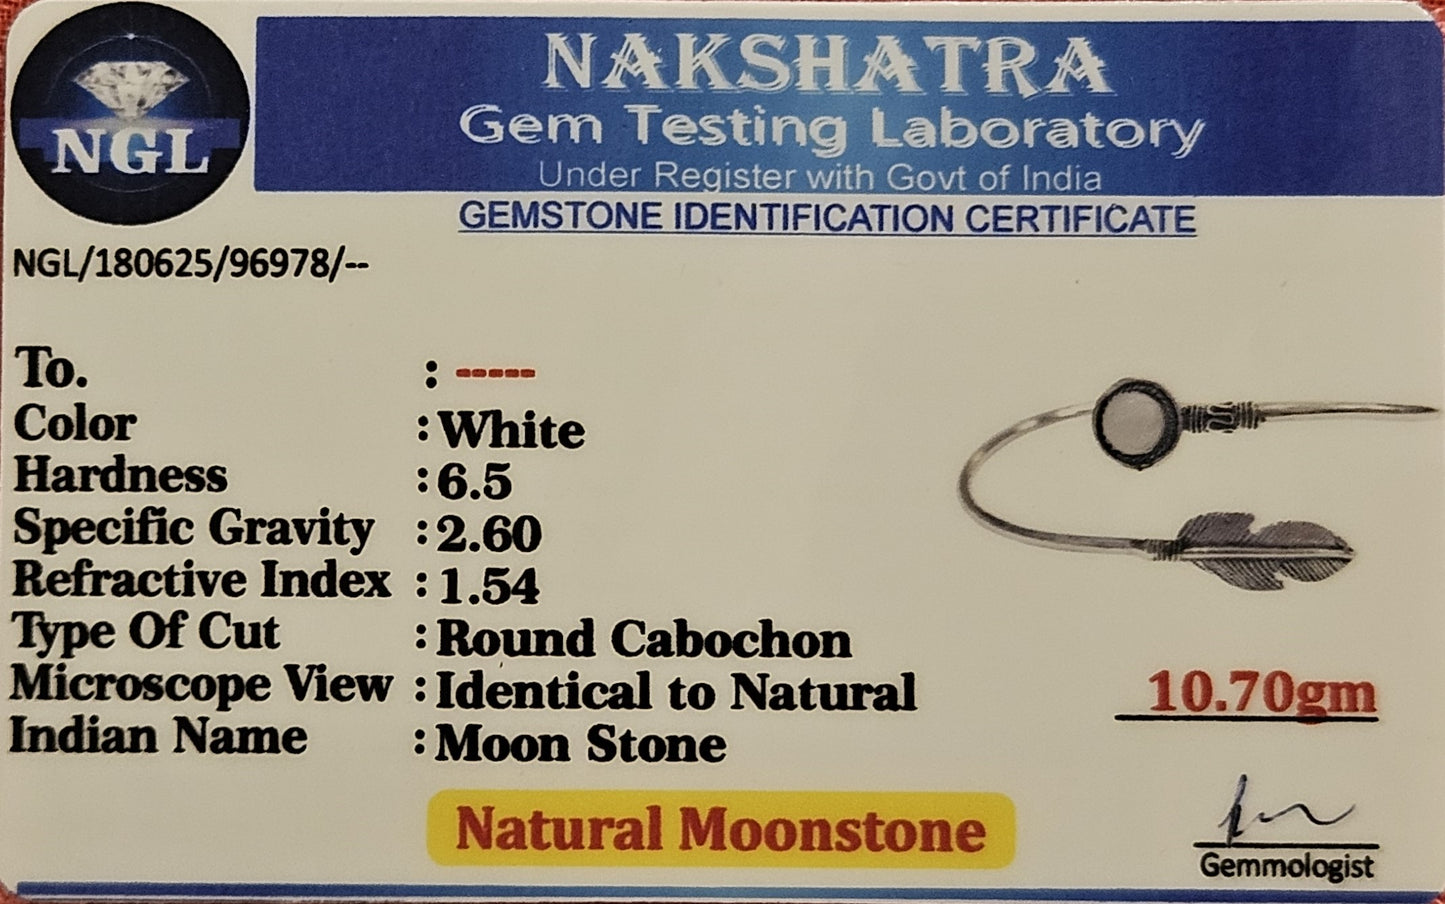 NGL
NAKSHATRA
Gem Testing Laboratory
Under Register with Govt of India
GEMSTONE IDENTIFICATION CERTIFICATE
NGL/180625/96978/--
To. : -----
Color : White
Hardness : 6.5
Specific Gravity : 2.60
Refractive Index : 1.54
Type Of Cut : Round Cabochon
Microscope View : Identical to Natural
Indian Name : Moon Stone
10.70gm
Natural Moonstone
Gemmologist